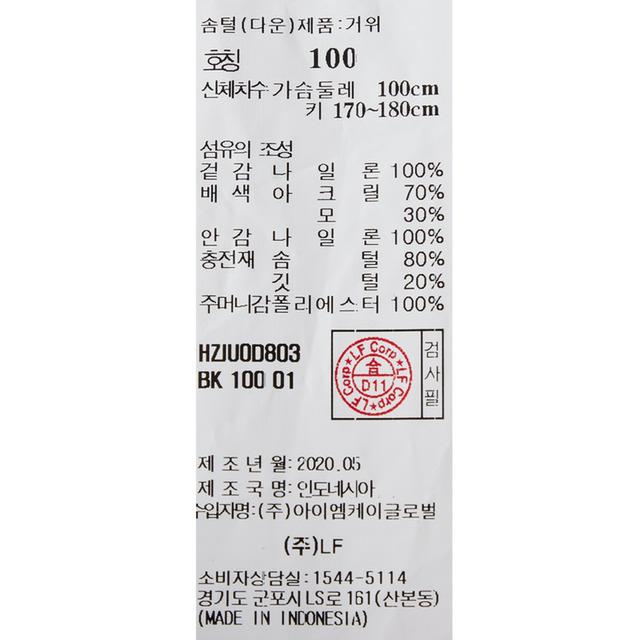 솜털(다운)제품:거위
호칭 100
신체치수 가슴둘레 100cm
키 170~180cm
섬유의 조성
겉감 나일론 100%
배색 아크릴 70%
모 30%
안감 나일론 100%
충전재 솜털 80%
깃털 20%
주머니감폴리에스터 100%
HZJU0D803
BK 100 01
LF Corp★LF Corp★LF Corp★
合
D11
검사필
제조년월:2020.05
제조국명:인도네시아
수입자명:(주)아이엠케이글로벌
(주)LF
소비자상담실:1544-5114
경기도 군포시 LS로 161(산본동)
(MADE IN INDONESIA)